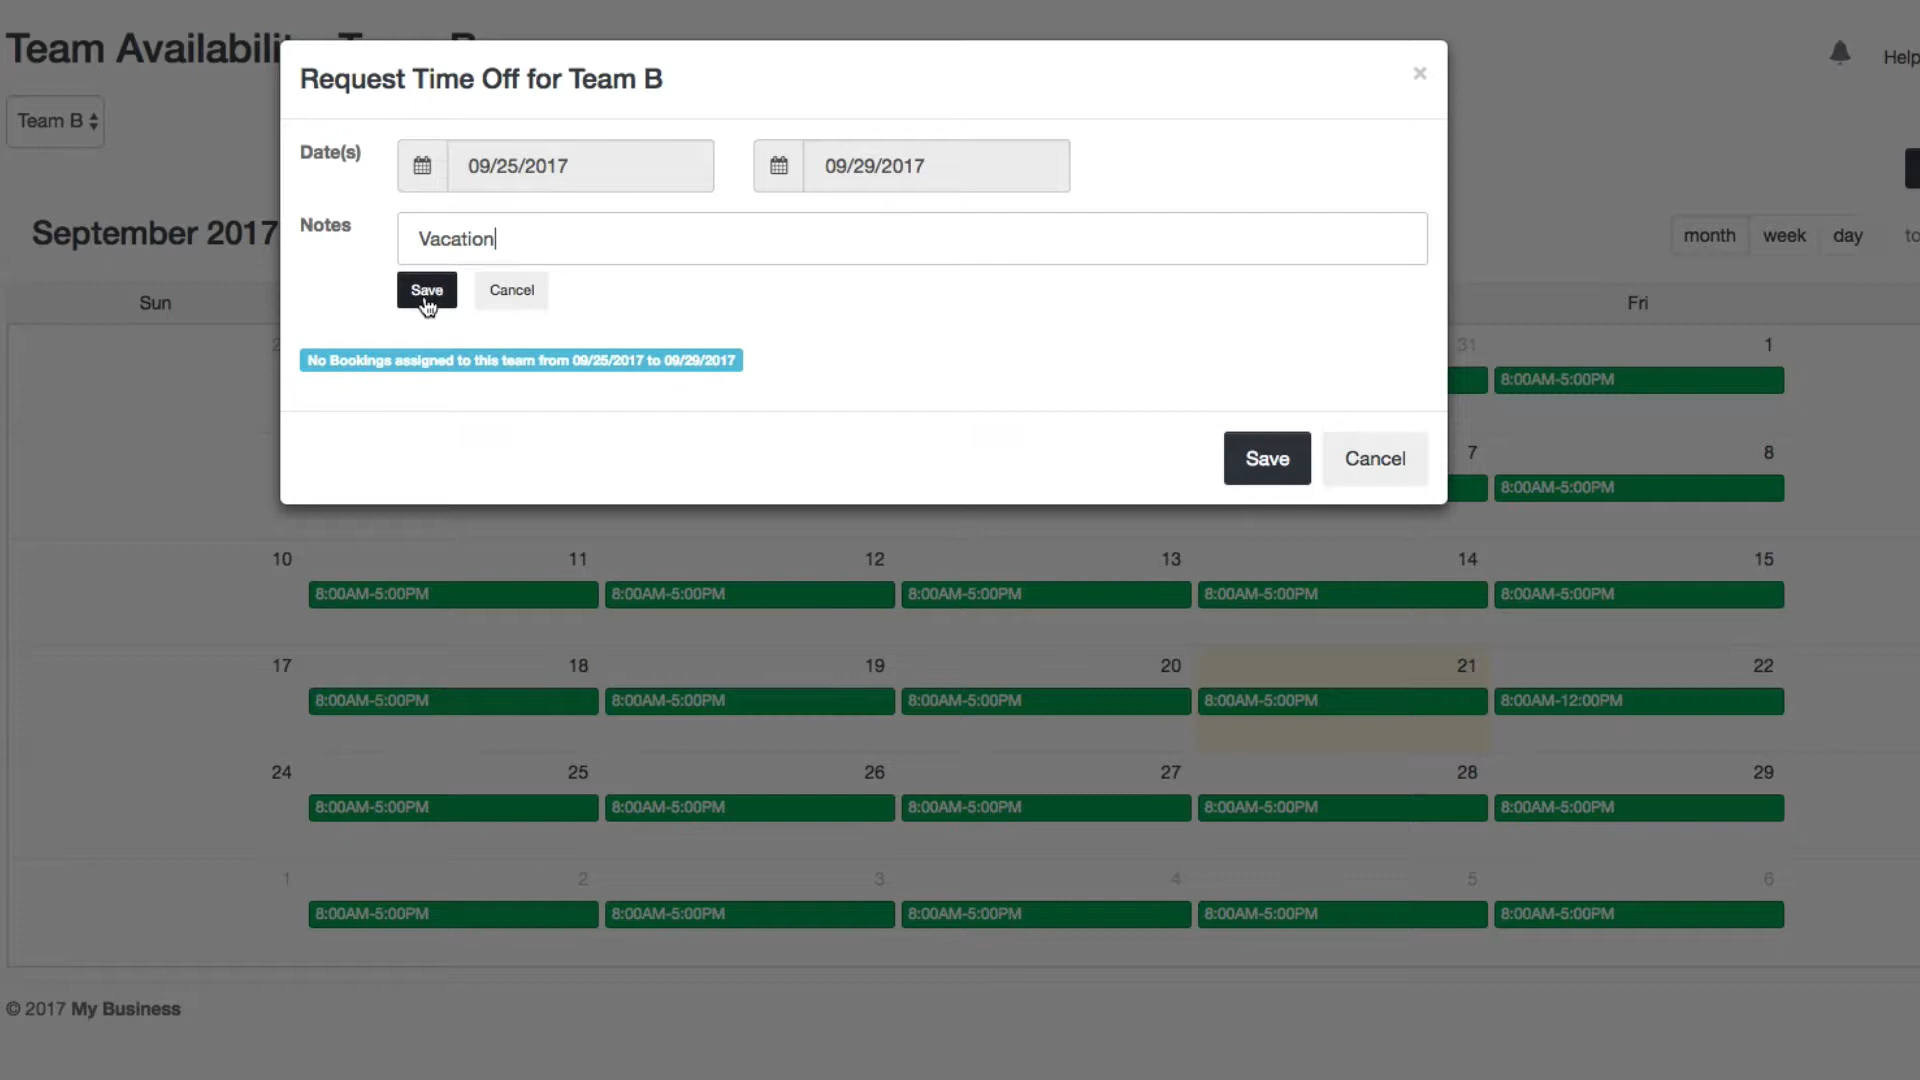 Team Availabili
Help
Team B
September 2017
month week day to
Sun
Fri
Request Time Off for Team B
×
Date(s)
09/25/2017
09/29/2017
Notes
Vacation
Save Cancel
No Bookings assigned to this team from 09/25/2017 to 09/29/2017
Save Cancel
31 1
8:00AM-5:00PM
7 8
8:00AM-5:00PM
10 11 12 13 14 15
8:00AM-5:00PM 8:00AM-5:00PM 8:00AM-5:00PM 8:00AM-5:00PM 8:00AM-5:00PM
17 18 19 20 21 22
8:00AM-5:00PM 8:00AM-5:00PM 8:00AM-5:00PM 8:00AM-5:00PM 8:00AM-12:00PM
24 25 26 27 28 29
8:00AM-5:00PM 8:00AM-5:00PM 8:00AM-5:00PM 8:00AM-5:00PM 8:00AM-5:00PM
1 2 3 4 5 6
8:00AM-5:00PM 8:00AM-5:00PM 8:00AM-5:00PM 8:00AM-5:00PM 8:00AM-5:00PM
© 2017 My Business